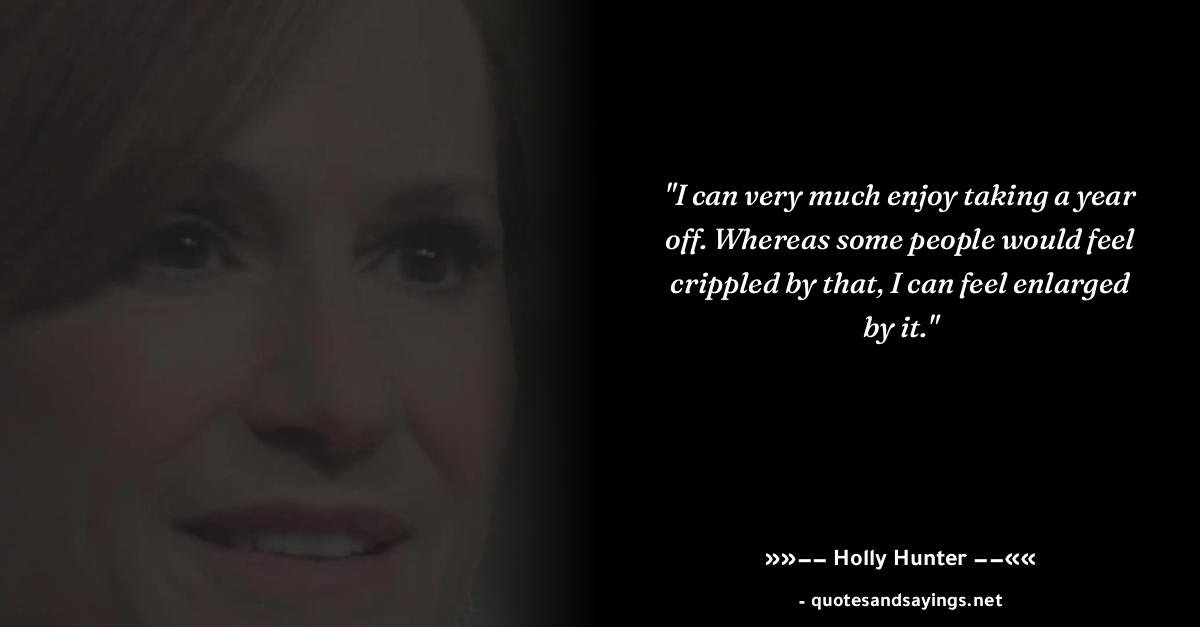 "I can very much enjoy taking a year
off. Whereas some people would feel
crippled by that, I can feel enlarged
by it."
»»−− Holly Hunter −−««
- quotesandsayings.net